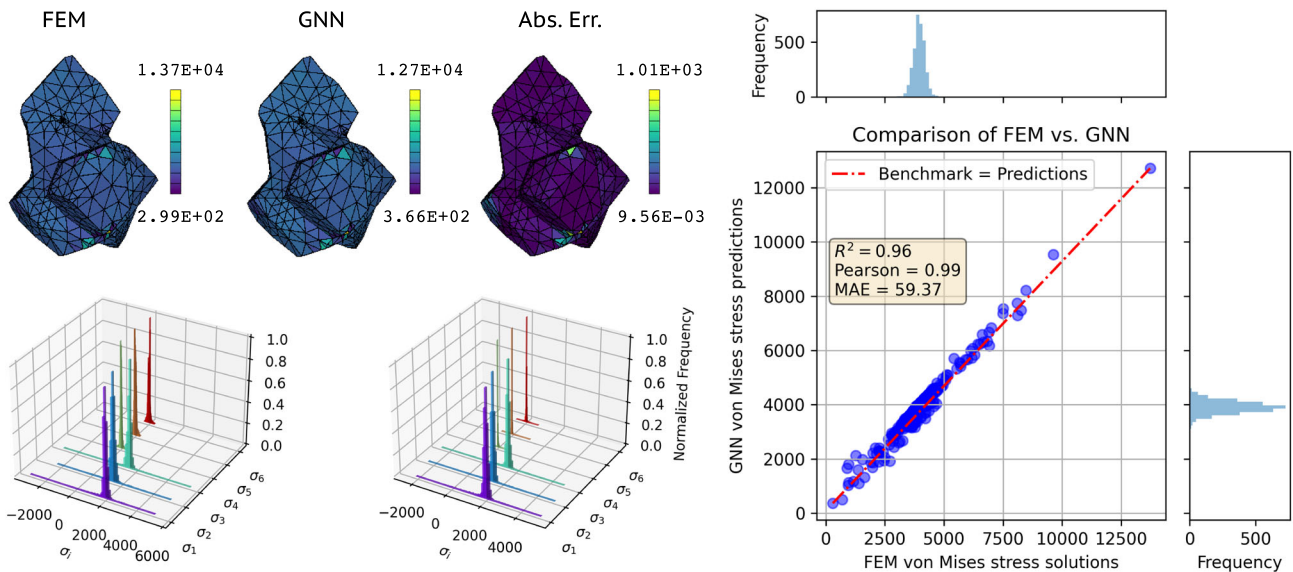 FEM
GNN
Abs. Err.
1.37E+04
1.27E+04
1.01E+03
2.99E+02
3.66E+02
9.56E−03
1.0
0.8
0.6
0.4
0.2
0.0
σ₆
σ₅
σ₄
σ₃
σ₂
σ₁
−2000
0
2000
4000
6000
σᵢ
1.0
0.8
0.6
0.4
0.2
0.0
Normalized Frequency
σ₆
σ₅
σ₄
σ₃
σ₂
σ₁
−2000
0
2000
4000
σᵢ
Frequency
500
0
Comparison of FEM vs. GNN
Benchmark = Predictions
R² = 0.96
Pearson = 0.99
MAE = 59.37
GNN von Mises stress predictions
12000
10000
8000
6000
4000
2000
0
0
2500
5000
7500
10000
12500
FEM von Mises stress solutions
0
500
Frequency